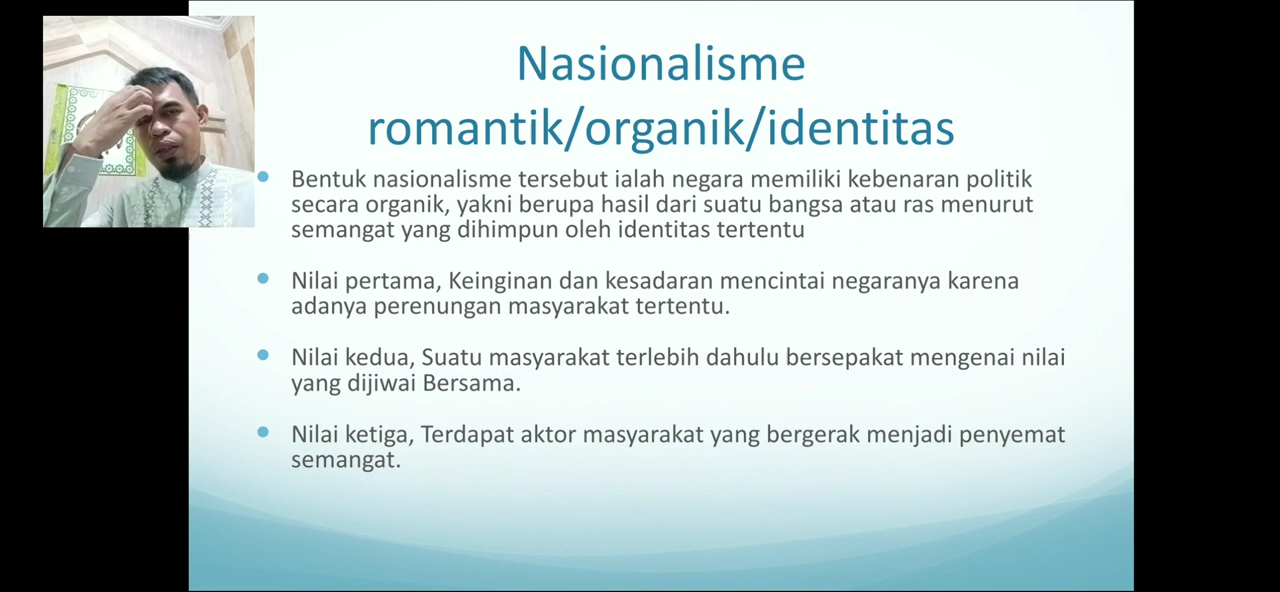 Nasionalisme
romantik/organik/identitas
Bentuk nasionalisme tersebut ialah negara memiliki kebenaran politik
secara organik, yakni berupa hasil dari suatu bangsa atau ras menurut
semangat yang dihimpun oleh identitas tertentu
Nilai pertama, Keinginan dan kesadaran mencintai negaranya karena
adanya perenungan masyarakat tertentu.
Nilai kedua, Suatu masyarakat terlebih dahulu bersepakat mengenai nilai
yang dijiwai Bersama.
Nilai ketiga, Terdapat aktor masyarakat yang bergerak menjadi penyemat
semangat.